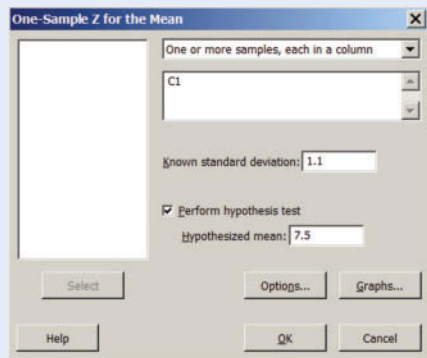 One-Sample Z for the Mean
One or more samples, each in a column
C1
Known standard deviation: 1.1
Perform hypothesis test
Hypothesized mean: 7.5
Select
Options...
Graphs...
Help
OK
Cancel